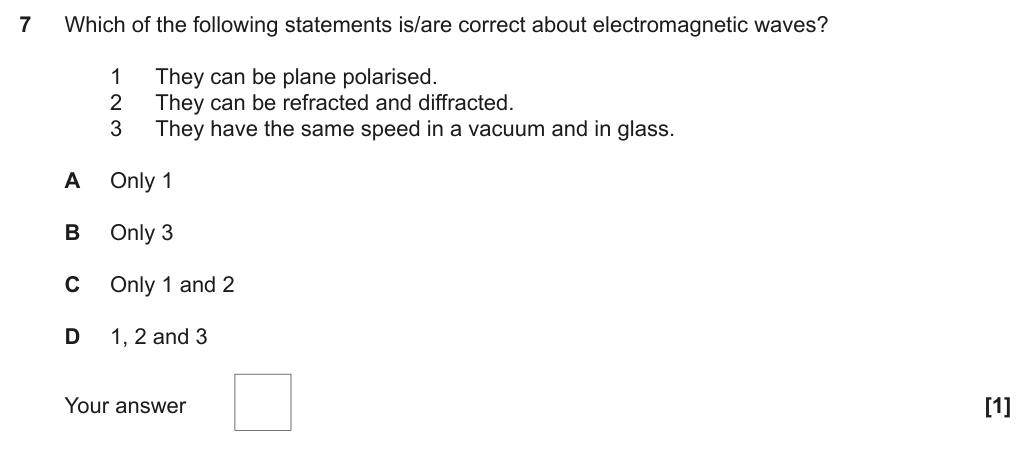 7 Which of the following statements is/are correct about electromagnetic waves?
1 They can be plane polarised.
2 They can be refracted and diffracted.
3 They have the same speed in a vacuum and in glass.
A Only 1
B Only 3
C Only 1 and 2
D 1, 2 and 3
Your answer [1]